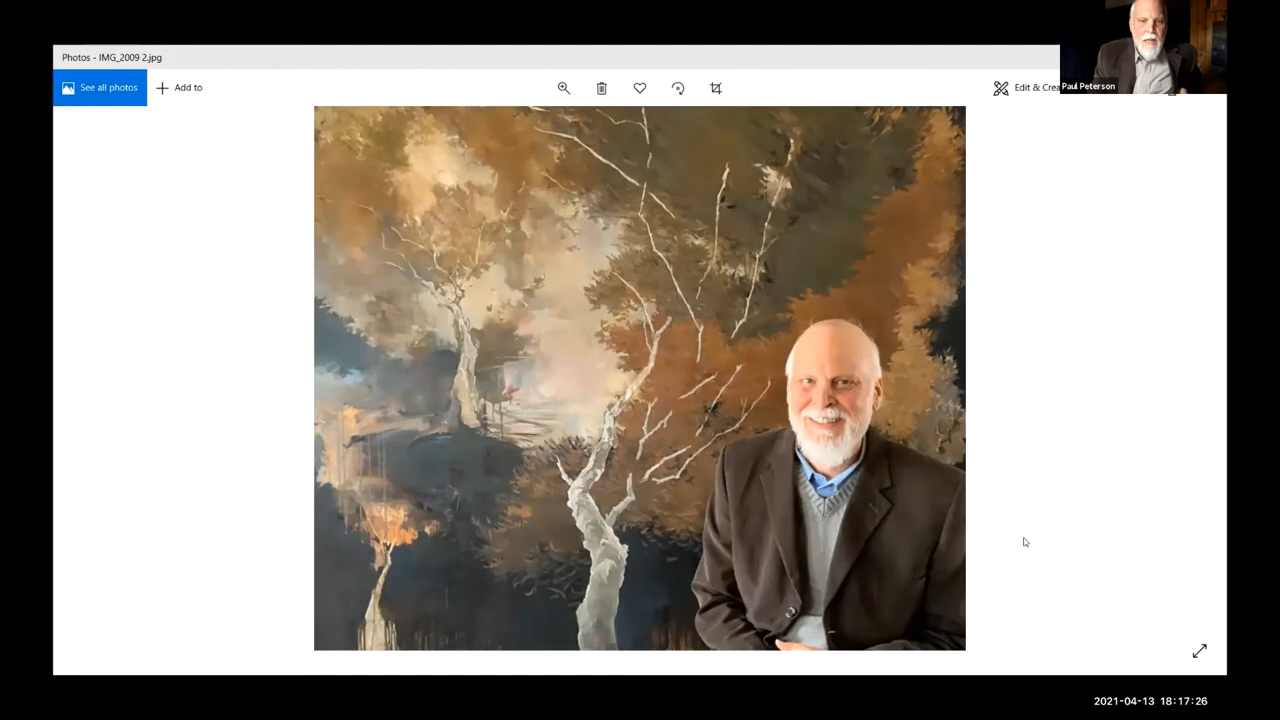 Photos - IMG_2009 2.jpg
See all photos
Add to
Edit & Crea
Paul Peterson
2021-04-13 18:17:26